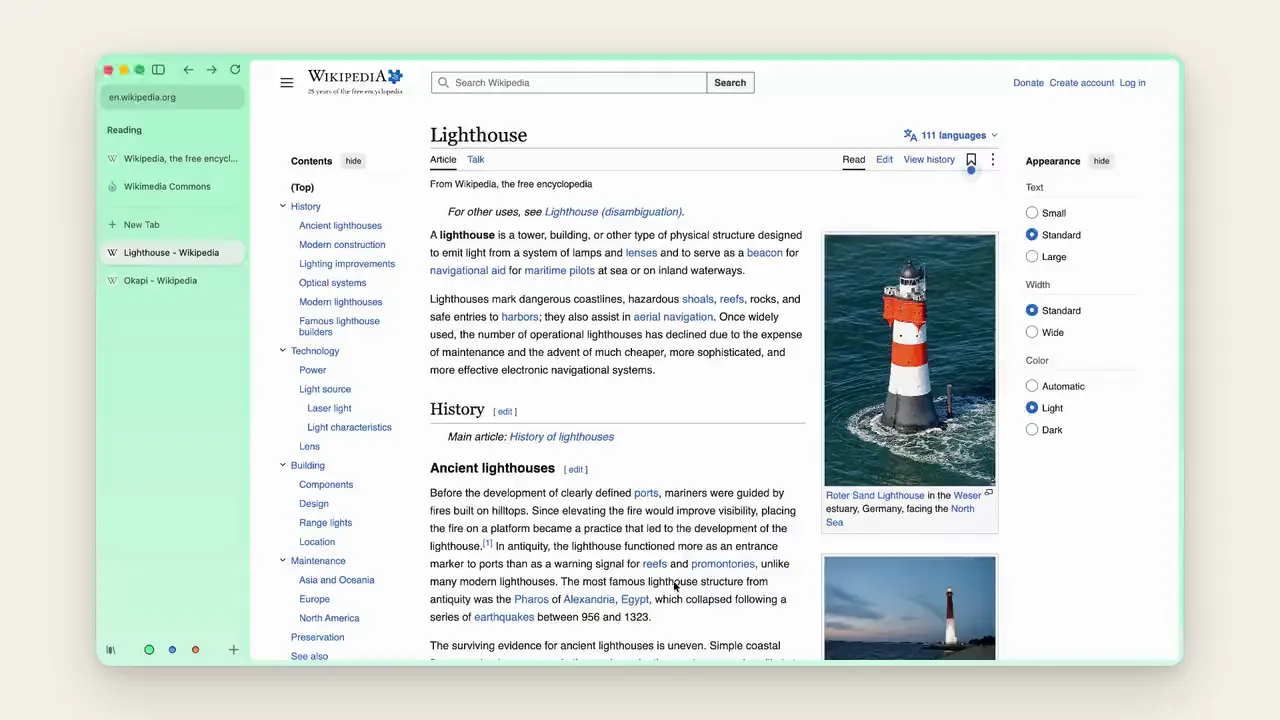 en.wikipedia.org
Reading
Wikipedia, the free encycl...
Wikimedia Commons
New Tab
Lighthouse - Wikipedia
Okapi - Wikipedia
WIKIPEDIA
25 years of the free encyclopedia
Search Wikipedia
Search
Donate
Create account
Log in
Contents
hide
(Top)
History
Ancient lighthouses
Modern construction
Lighting improvements
Optical systems
Modern lighthouses
Famous lighthouse
builders
Technology
Power
Light source
Laser light
Light characteristics
Lens
Building
Components
Design
Range lights
Location
Maintenance
Asia and Oceania
Europe
North America
Preservation
See also
Lighthouse
111 languages
Article
Talk
Read
Edit
View history
From Wikipedia, the free encyclopedia
For other uses, see Lighthouse (disambiguation).
A lighthouse is a tower, building, or other type of physical structure designed
to emit light from a system of lamps and lenses and to serve as a beacon for
navigational aid for maritime pilots at sea or on inland waterways.
Lighthouses mark dangerous coastlines, hazardous shoals, reefs, rocks, and
safe entries to harbors; they also assist in aerial navigation. Once widely
used, the number of operational lighthouses has declined due to the expense
of maintenance and the advent of much cheaper, more sophisticated, and
more effective electronic navigational systems.
History [ edit ]
Main article: History of lighthouses
Ancient lighthouses [ edit ]
Before the development of clearly defined ports, mariners were guided by
fires built on hilltops. Since elevating the fire would improve visibility, placing
the fire on a platform became a practice that led to the development of the
lighthouse.[1] In antiquity, the lighthouse functioned more as an entrance
marker to ports than as a warning signal for reefs and promontories, unlike
many modern lighthouses. The most famous lighthouse structure from
antiquity was the Pharos of Alexandria, Egypt, which collapsed following a
series of earthquakes between 956 and 1323.
The surviving evidence for ancient lighthouses is uneven. Simple coastal
Roter Sand Lighthouse in the Weser
estuary, Germany, facing the North
Sea
Appearance
hide
Text
Small
Standard
Large
Width
Standard
Wide
Color
Automatic
Light
Dark